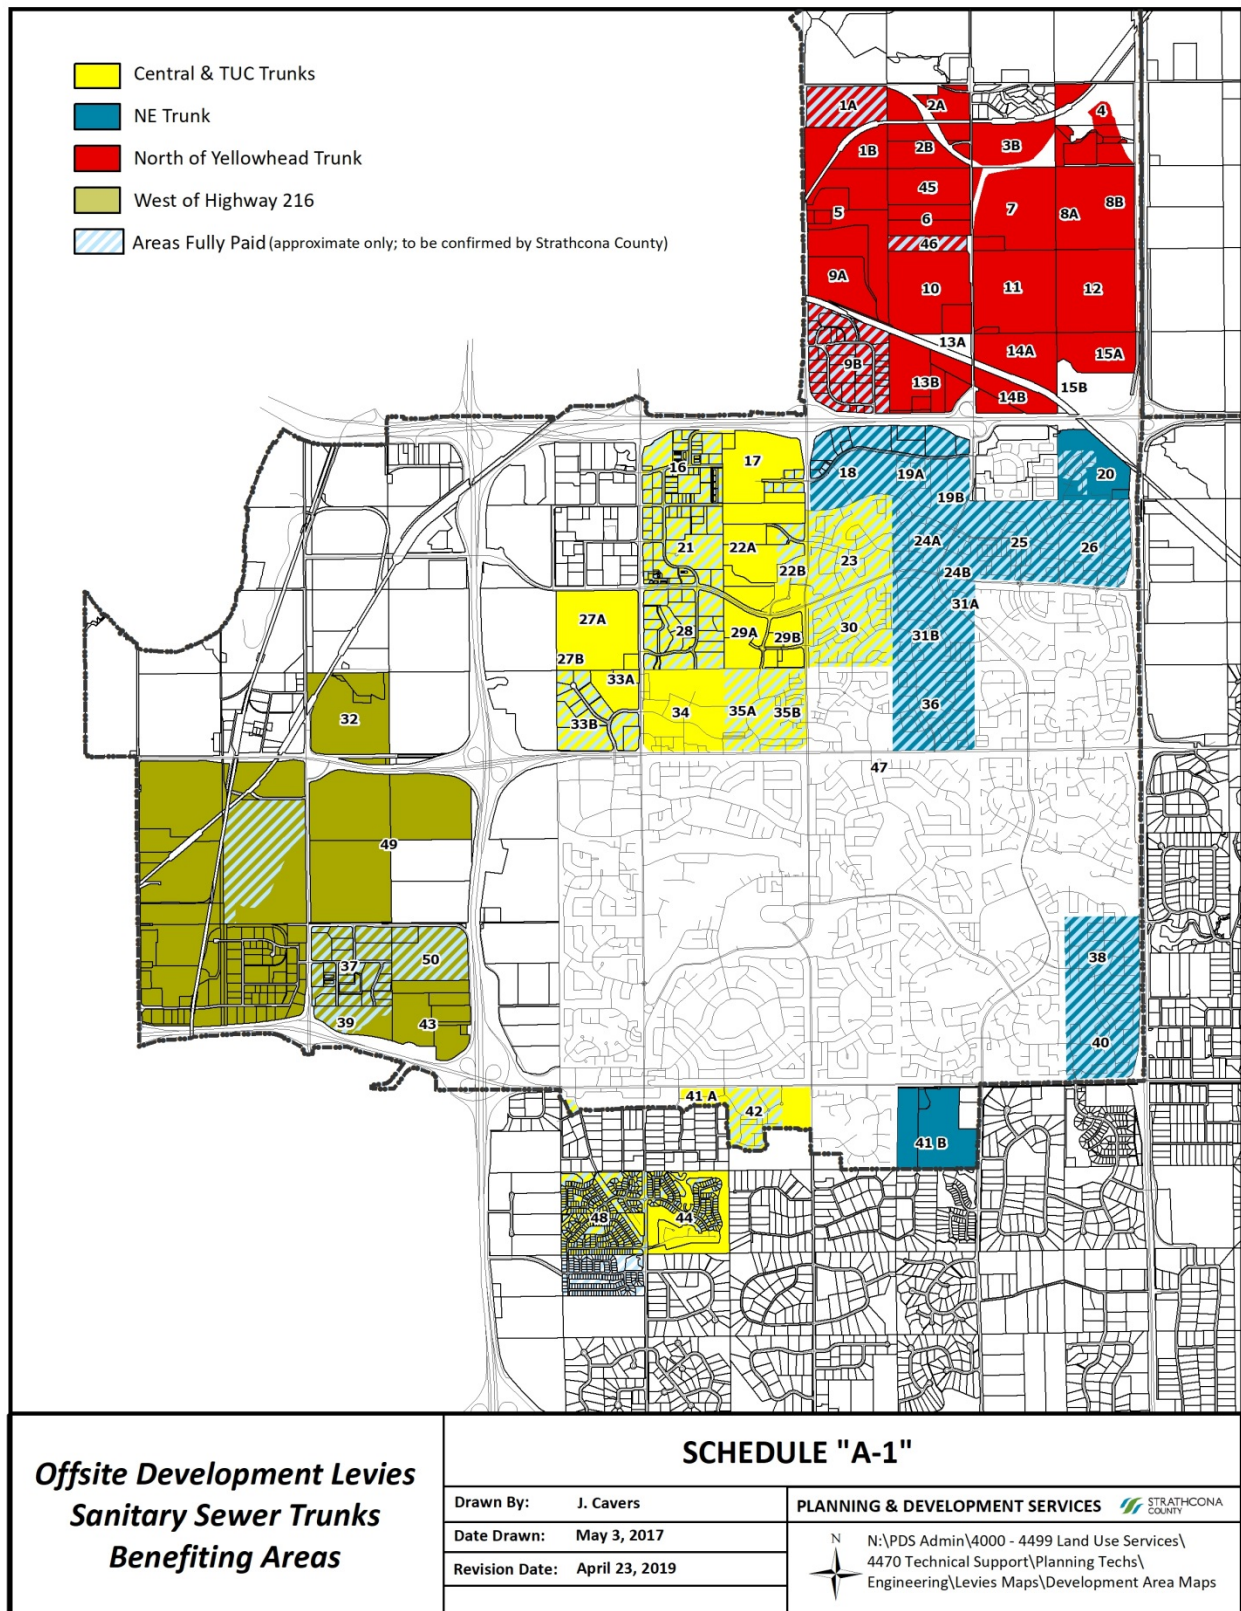 Central & TUC Trunks
NE Trunk
North of Yellowhead Trunk
West of Highway 216
Areas Fully Paid (approximate only; to be confirmed by Strathcona County)
1A
2A
4
1B
2B
3B
45
5
6
7
8A
8B
46
9A
10
11
12
13A
14A
15A
9B
13B
14B
15B
16
17
18
19A
20
19B
21
22A
22B
23
24A
25
26
24B
27A
28
29A
29B
30
31A
31B
27B
33A
32
33B
34
35A
35B
36
47
49
37
50
38
39
43
40
41 A
42
41 B
48
44
Offsite Development Levies
Sanitary Sewer Trunks
Benefiting Areas
SCHEDULE "A-1"
Drawn By: J. Cavers
Date Drawn: May 3, 2017
Revision Date: April 23, 2019
PLANNING & DEVELOPMENT SERVICES
STRATHCONA
COUNTY
N
N:\PDS Admin\4000 - 4499 Land Use Services\
4470 Technical Support\Planning Techs\
Engineering\Levies Maps\Development Area Maps